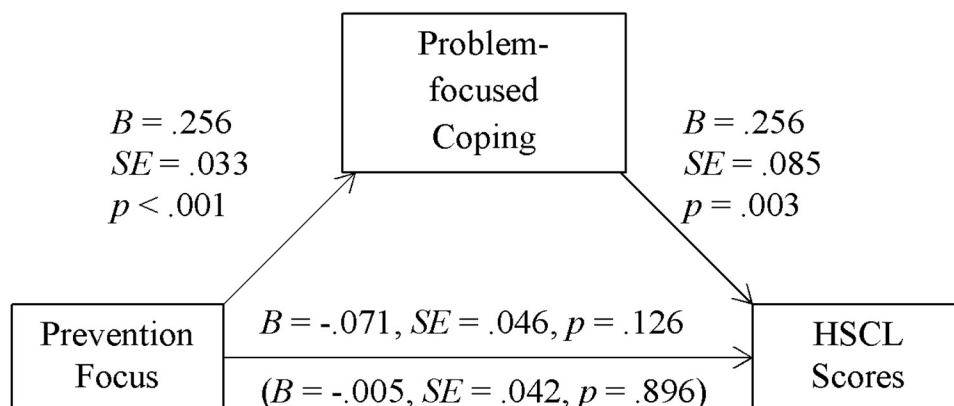 Problem-
focused
Coping
B = .256
SE = .033
p < .001
B = .256
SE = .085
p = .003
Prevention
Focus
B = -.071, SE = .046, p = .126
(B = -.005, SE = .042, p = .896)
HSCL
Scores